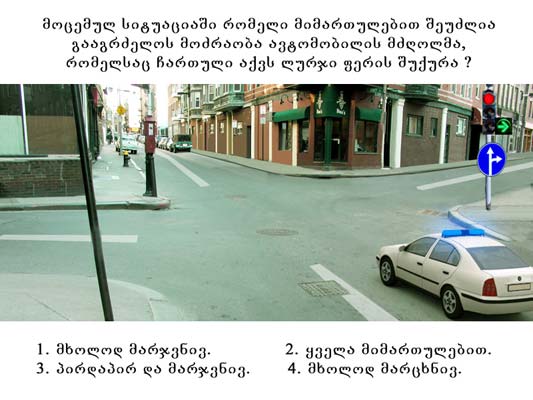 მოცემულ სიტუაციაში რომელი მიმართულებით შეუძლია
გააგრძელოს მოძრაობა ავტომობილის მძღოლმა,
რომელსაც ჩართული აქვს ლურჯი ფერის შუქურა ?
1. მხოლოდ მარჯვნივ.
2. ყველა მიმართულებით.
3. პირდაპირ და მარჯვნივ.
4. მხოლოდ მარცხნივ.